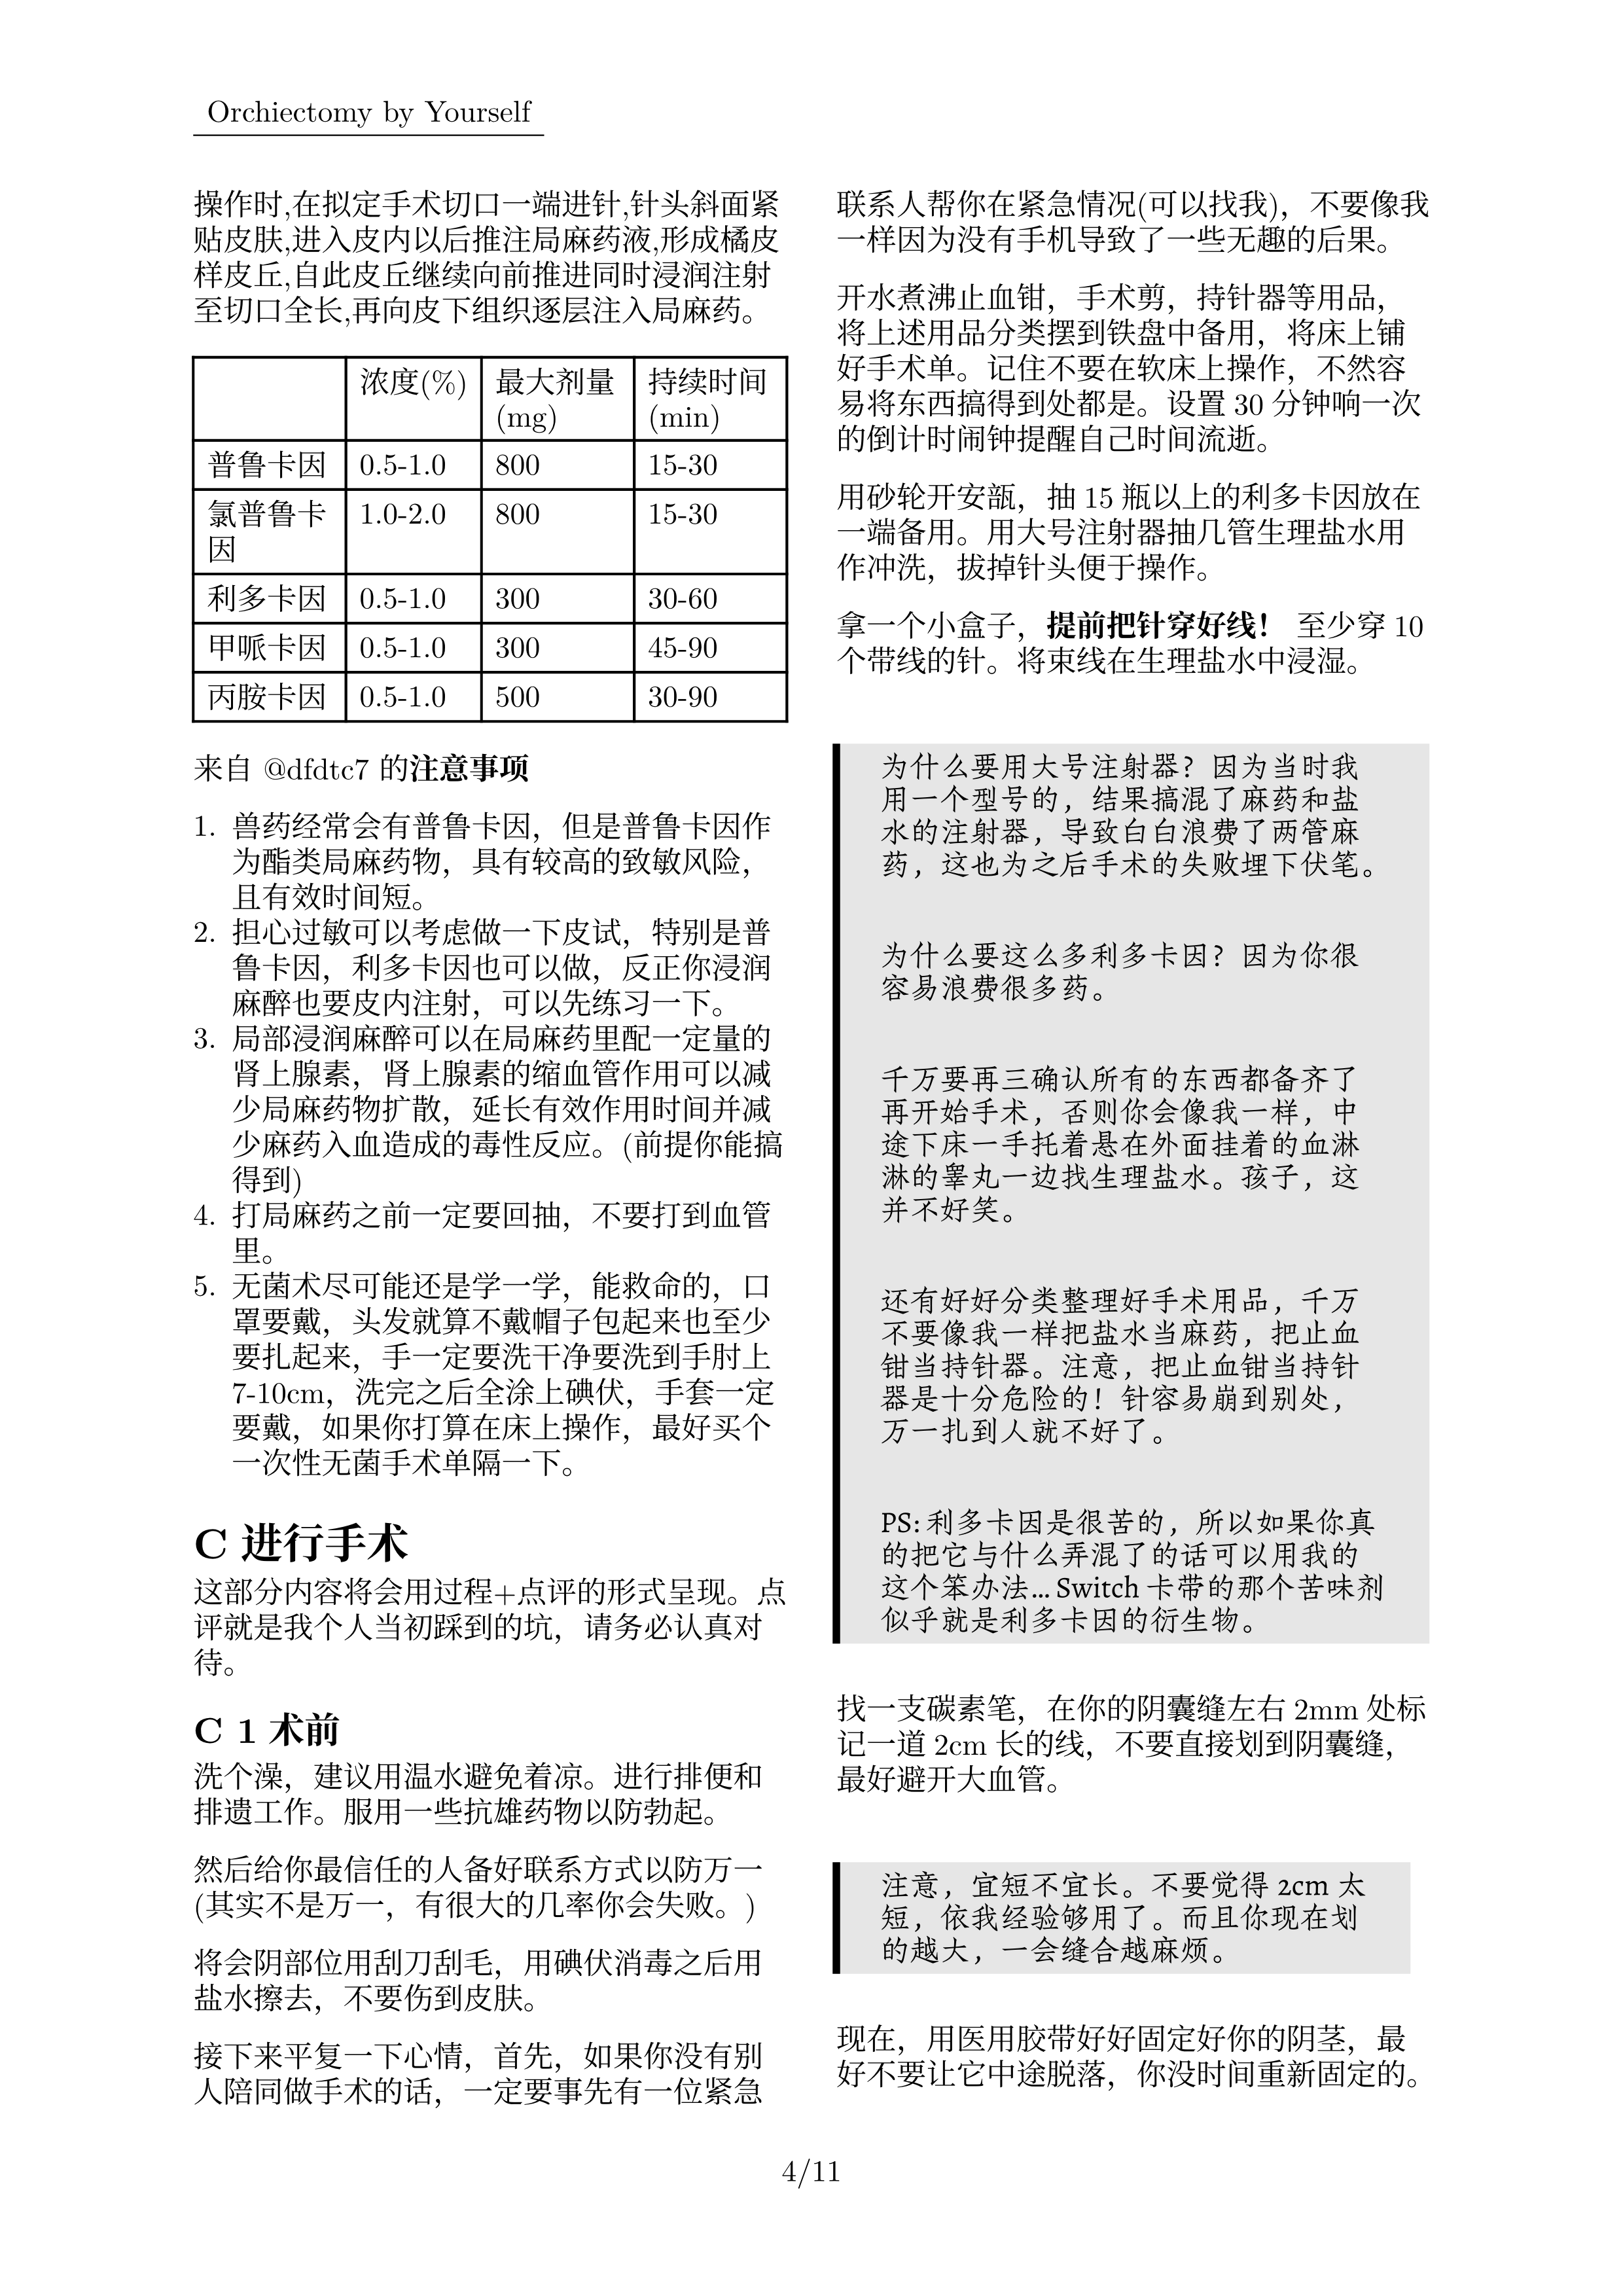 Orchiectomy by Yourself
操作时,在拟定手术切口一端进针,针头斜面紧
贴皮肤,进入皮内以后推注局麻药液,形成橘皮
样皮丘,自此皮丘继续向前推进同时浸润注射
至切口全长,再向皮下组织逐层注入局麻药。
浓度(%) 最大剂量(mg) 持续时间(min)
普鲁卡因 0.5-1.0 800 15-30
氯普鲁卡因 1.0-2.0 800 15-30
利多卡因 0.5-1.0 300 30-60
甲哌卡因 0.5-1.0 300 45-90
丙胺卡因 0.5-1.0 500 30-90
来自 @dfdtc7 的注意事项
1. 兽药经常会有普鲁卡因，但是普鲁卡因作
为酯类局麻药物，具有较高的致敏风险，
且有效时间短。
2. 担心过敏可以考虑做一下皮试，特别是普
鲁卡因，利多卡因也可以做，反正你浸润
麻醉也要皮内注射，可以先练习一下。
3. 局部浸润麻醉可以在局麻药里配一定量的
肾上腺素，肾上腺素的缩血管作用可以减
少局麻药物扩散，延长有效作用时间并减
少麻药入血造成的毒性反应。(前提你能搞
得到)
4. 打局麻药之前一定要回抽，不要打到血管
里。
5. 无菌术尽可能还是学一学，能救命的，口
罩要戴，头发就算不戴帽子包起来也至少
要扎起来，手一定要洗干净要洗到手肘上
7-10cm，洗完之后全涂上碘伏，手套一定
要戴，如果你打算在床上操作，最好买个
一次性无菌手术单隔一下。
C 进行手术
这部分内容将会用过程+点评的形式呈现。点
评就是我个人当初踩到的坑，请务必认真对
待。
C 1 术前
洗个澡，建议用温水避免着凉。进行排便和
排遗工作。服用一些抗雄药物以防勃起。
然后给你最信任的人备好联系方式以防万一
(其实不是万一，有很大的几率你会失败。)
将会阴部位用刮刀刮毛，用碘伏消毒之后用
盐水擦去，不要伤到皮肤。
接下来平复一下心情，首先，如果你没有别
人陪同做手术的话，一定要事先有一位紧急
联系人帮你在紧急情况(可以找我)，不要像我
一样因为没有手机导致了一些无趣的后果。
开水煮沸止血钳，手术剪，持针器等用品，
将上述用品分类摆到铁盘中备用，将床上铺
好手术单。记住不要在软床上操作，不然容
易将东西搞得到处都是。设置 30 分钟响一次
的倒计时闹钟提醒自己时间流逝。
用砂轮开安瓿，抽 15 瓶以上的利多卡因放在
一端备用。用大号注射器抽几管生理盐水用
作冲洗，拔掉针头便于操作。
拿一个小盒子，提前把针穿好线！ 至少穿 10
个带线的针。将束线在生理盐水中浸湿。
为什么要用大号注射器？因为当时我
用一个型号的，结果搞混了麻药和盐
水的注射器，导致白白浪费了两管麻
药，这也为之后手术的失败埋下伏笔。
为什么要这么多利多卡因？因为你很
容易浪费很多药。
千万要再三确认所有的东西都备齐了
再开始手术，否则你会像我一样，中
途下床一手托着悬在外面挂着的血淋
淋的睾丸一边找生理盐水。孩子，这
并不好笑。
还有好好分类整理好手术用品，千万
不要像我一样把盐水当麻药，把止血
钳当持针器。注意，把止血钳当持针
器是十分危险的！针容易崩到别处，
万一扎到人就不好了。
PS: 利多卡因是很苦的，所以如果你真
的把它与什么弄混了的话可以用我的
这个笨办法... Switch 卡带的那个苦味剂
似乎就是利多卡因的衍生物。
找一支碳素笔，在你的阴囊缝左右 2mm 处标
记一道 2cm 长的线，不要直接划到阴囊缝，
最好避开大血管。
注意，宜短不宜长。不要觉得 2cm 太
短，依我经验够用了。而且你现在划
的越大，一会缝合越麻烦。
现在，用医用胶带好好固定好你的阴茎，最
好不要让它中途脱落，你没时间重新固定的。
4/11